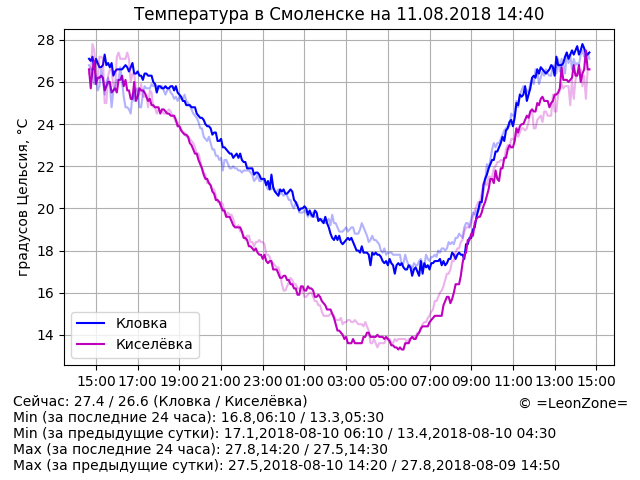 Температура в Смоленске на 11.08.2018 14:40
градусов Цельсия, °C
28
26
24
22
20
18
16
14
Кловка
Киселёвка
15:00 17:00 19:00 21:00 23:00 01:00 03:00 05:00 07:00 09:00 11:00 13:00 15:00
Сейчас: 27.4 / 26.6 (Кловка / Киселёвка)
© =LeonZone=
Min (за последние 24 часа): 16.8,06:10 / 13.3,05:30
Min (за предыдущие сутки): 17.1,2018-08-10 06:10 / 13.4,2018-08-10 04:30
Max (за последние 24 часа): 27.8,14:20 / 27.5,14:30
Max (за предыдущие сутки): 27.5,2018-08-10 14:20 / 27.8,2018-08-09 14:50